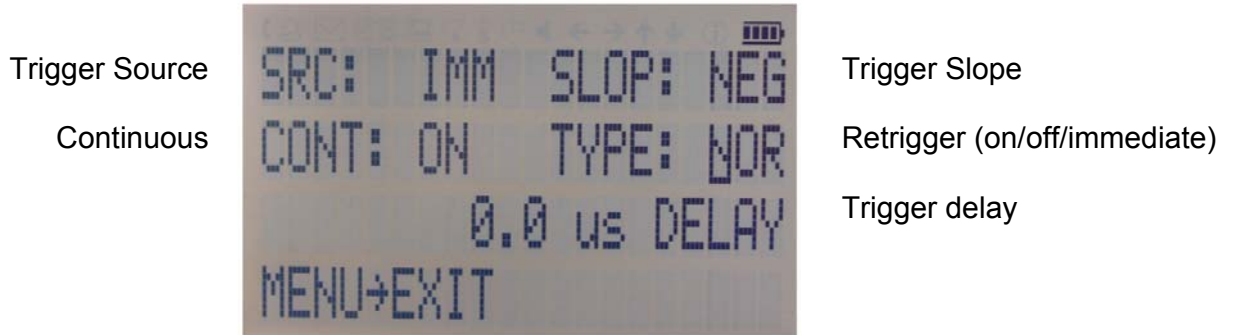 Trigger Source SRC: IMM SLOP: NEG Trigger Slope
Continuous CONT: ON TYPE: NOR Retrigger (on/off/immediate)
0.0 us DELAY Trigger delay
MENU→EXIT